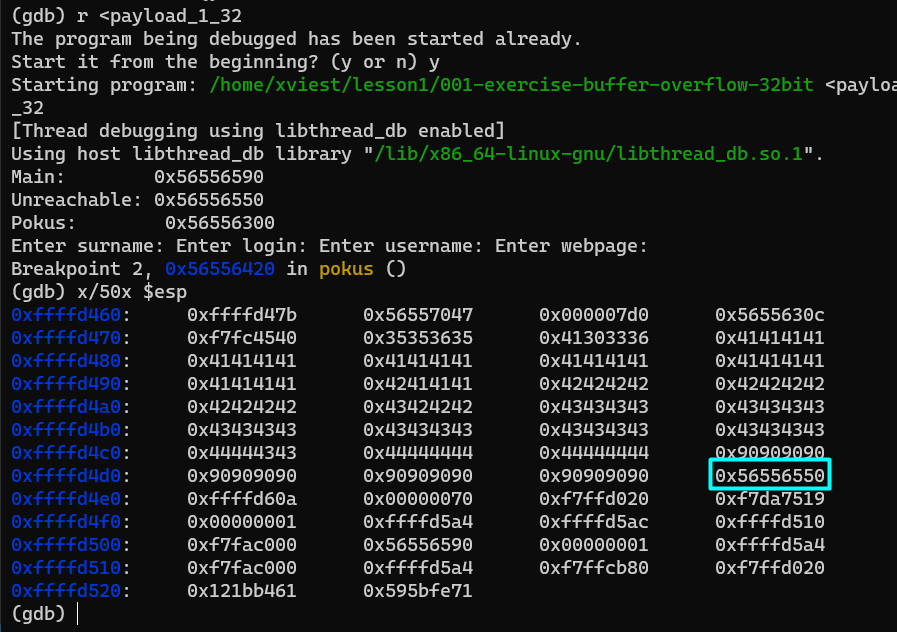 (gdb) r <payload_1_32
The program being debugged has been started already.
Start it from the beginning? (y or n) y
Starting program: /home/xviest/lesson1/001-exercise-buffer-overflow-32bit <payloa
_32
[Thread debugging using libthread_db enabled]
Using host libthread_db library "/lib/x86_64-linux-gnu/libthread_db.so.1".
Main: 0x56556590
Unreachable: 0x56556550
Pokus: 0x56556300
Enter surname: Enter login: Enter username: Enter webpage:
Breakpoint 2, 0x56556420 in pokus ()
(gdb) x/50x $esp
0xffffd460: 0xffffd47b 0x56557047 0x000007d0 0x5655630c
0xffffd470: 0xf7fc4540 0x35353635 0x41303336 0x41414141
0xffffd480: 0x41414141 0x41414141 0x41414141 0x41414141
0xffffd490: 0x41414141 0x42414141 0x42424242 0x42424242
0xffffd4a0: 0x42424242 0x43424242 0x43434343 0x43434343
0xffffd4b0: 0x43434343 0x43434343 0x43434343 0x43434343
0xffffd4c0: 0x44444343 0x44444444 0x44444444 0x90909090
0xffffd4d0: 0x90909090 0x90909090 0x90909090 0x56556550
0xffffd4e0: 0xffffd60a 0x00000070 0xf7ffd020 0xf7da7519
0xffffd4f0: 0x00000001 0xffffd5a4 0xffffd5ac 0xffffd510
0xffffd500: 0xf7fac000 0x56556590 0x00000001 0xffffd5a4
0xffffd510: 0xf7fac000 0xffffd5a4 0xf7ffcb80 0xf7ffd020
0xffffd520: 0x121bb461 0x595bfe71
(gdb)